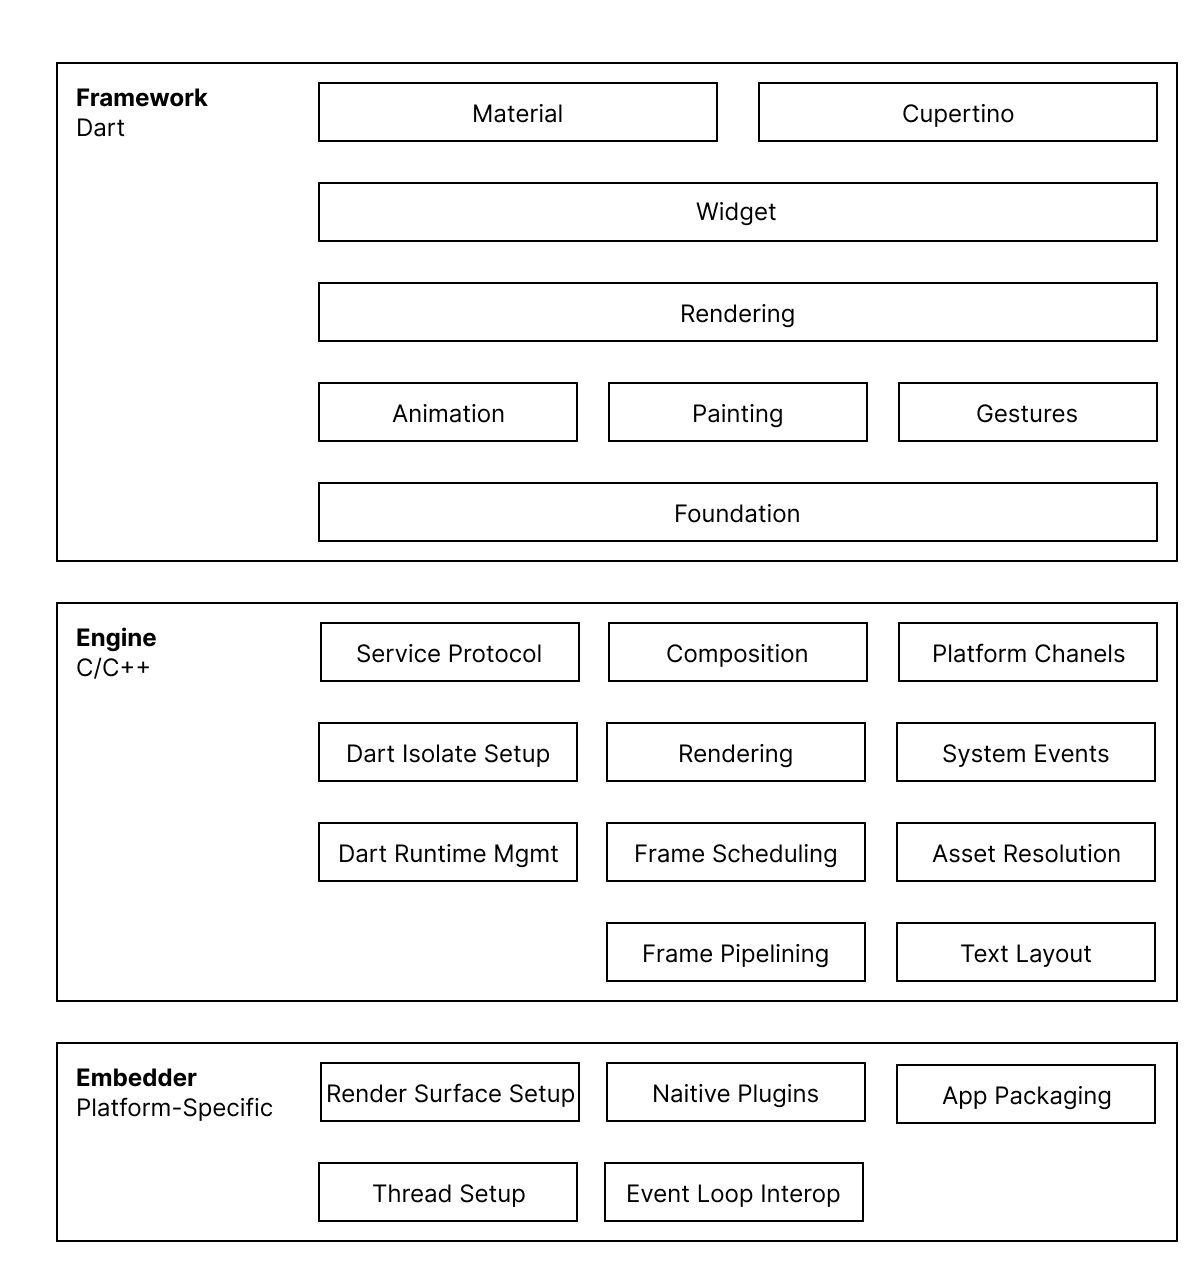 Framework
Dart
Material
Cupertino
Widget
Rendering
Animation
Painting
Gestures
Foundation
Engine
C/C++
Service Protocol
Composition
Platform Chanels
Dart Isolate Setup
Rendering
System Events
Dart Runtime Mgmt
Frame Scheduling
Asset Resolution
Frame Pipelining
Text Layout
Embedder
Platform-Specific
Render Surface Setup
Naitive Plugins
App Packaging
Thread Setup
Event Loop Interop